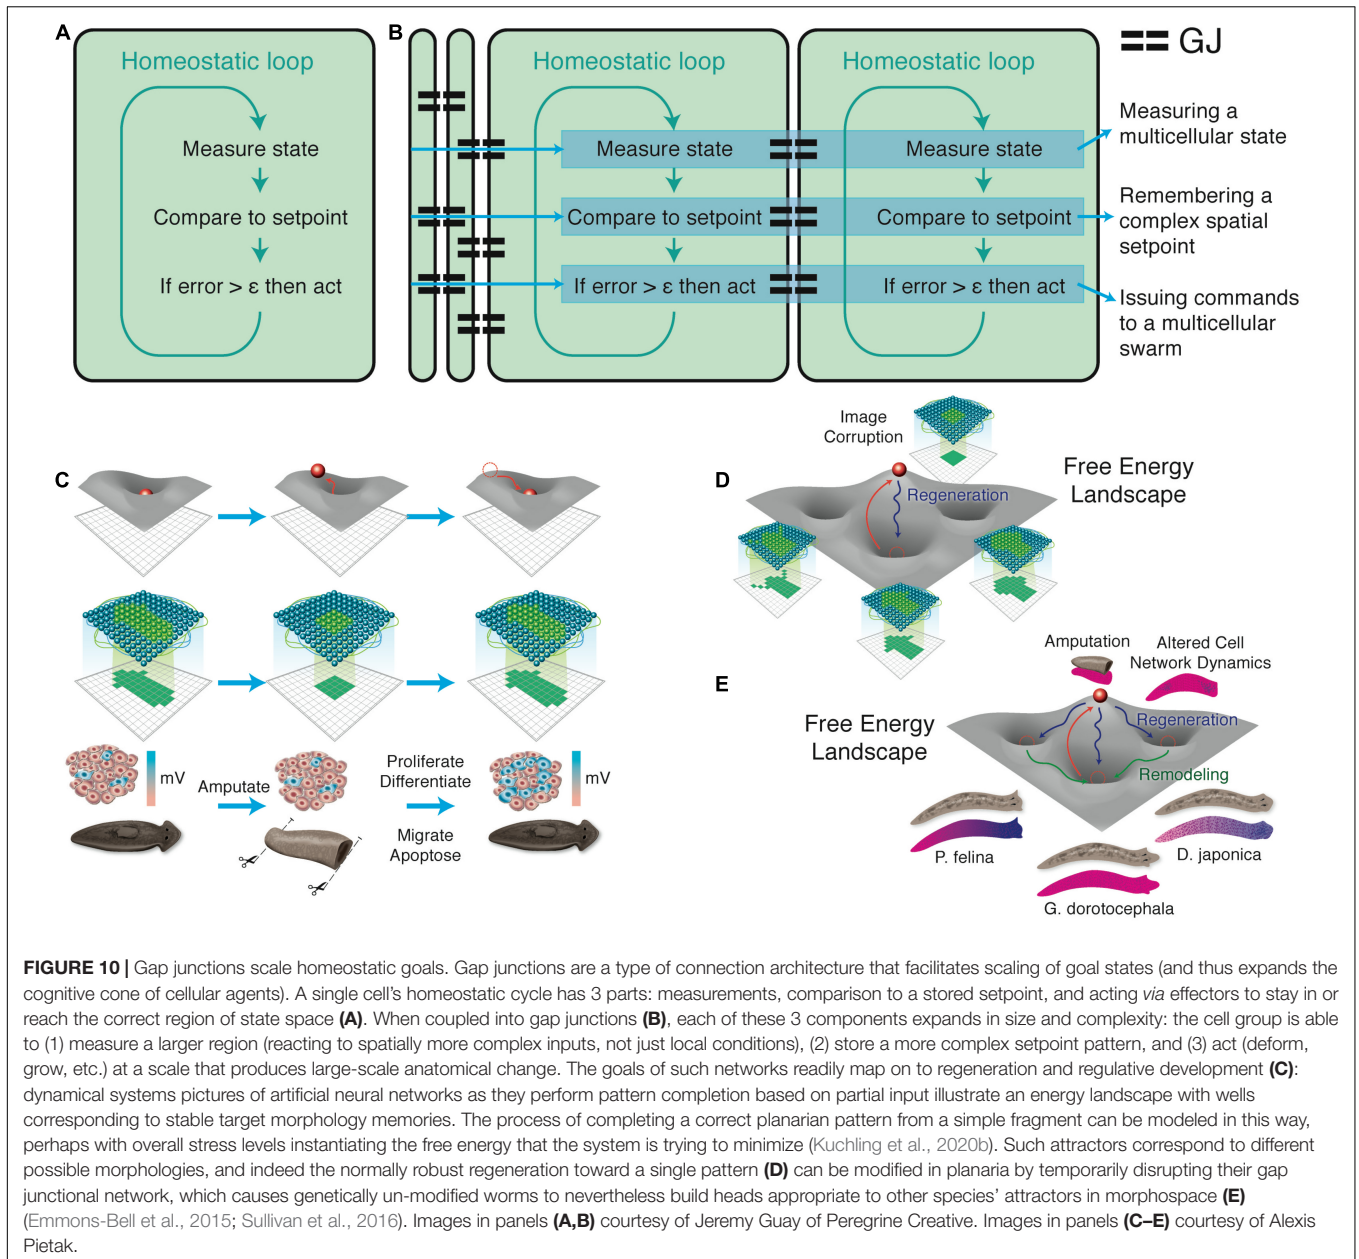 A
B
GJ
Homeostatic loop
Measure state
Compare to setpoint
If error > ε then act
Homeostatic loop
Measure state
Compare to setpoint
If error > ε then act
Homeostatic loop
Measure state
Compare to setpoint
If error > ε then act
Measuring a
multicellular state
Remembering a
complex spatial
setpoint
Issuing commands
to a multicellular
swarm
C
mV
Amputate
Proliferate
Differentiate
Migrate
Apoptose
mV
D
Image
Corruption
Regeneration
Free Energy
Landscape
E
Amputation
Altered Cell
Network Dynamics
Free Energy
Landscape
Regeneration
Remodeling
P. felina
D. japonica
G. dorotocephala
FIGURE 10 | Gap junctions scale homeostatic goals. Gap junctions are a type of connection architecture that facilitates scaling of goal states (and thus expands the
cognitive cone of cellular agents). A single cell's homeostatic cycle has 3 parts: measurements, comparison to a stored setpoint, and acting via effectors to stay in or
reach the correct region of state space (A). When coupled into gap junctions (B), each of these 3 components expands in size and complexity: the cell group is able
to (1) measure a larger region (reacting to spatially more complex inputs, not just local conditions), (2) store a more complex setpoint pattern, and (3) act (deform,
grow, etc.) at a scale that produces large-scale anatomical change. The goals of such networks readily map on to regeneration and regulative development (C):
dynamical systems pictures of artificial neural networks as they perform pattern completion based on partial input illustrate an energy landscape with wells
corresponding to stable target morphology memories. The process of completing a correct planarian pattern from a simple fragment can be modeled in this way,
perhaps with overall stress levels instantiating the free energy that the system is trying to minimize (Kuchling et al., 2020b). Such attractors correspond to different
possible morphologies, and indeed the normally robust regeneration toward a single pattern (D) can be modified in planaria by temporarily disrupting their gap
junctional network, which causes genetically un-modified worms to nevertheless build heads appropriate to other species' attractors in morphospace (E)
(Emmons-Bell et al., 2015; Sullivan et al., 2016). Images in panels (A,B) courtesy of Jeremy Guay of Peregrine Creative. Images in panels (C–E) courtesy of Alexis
Pietak.